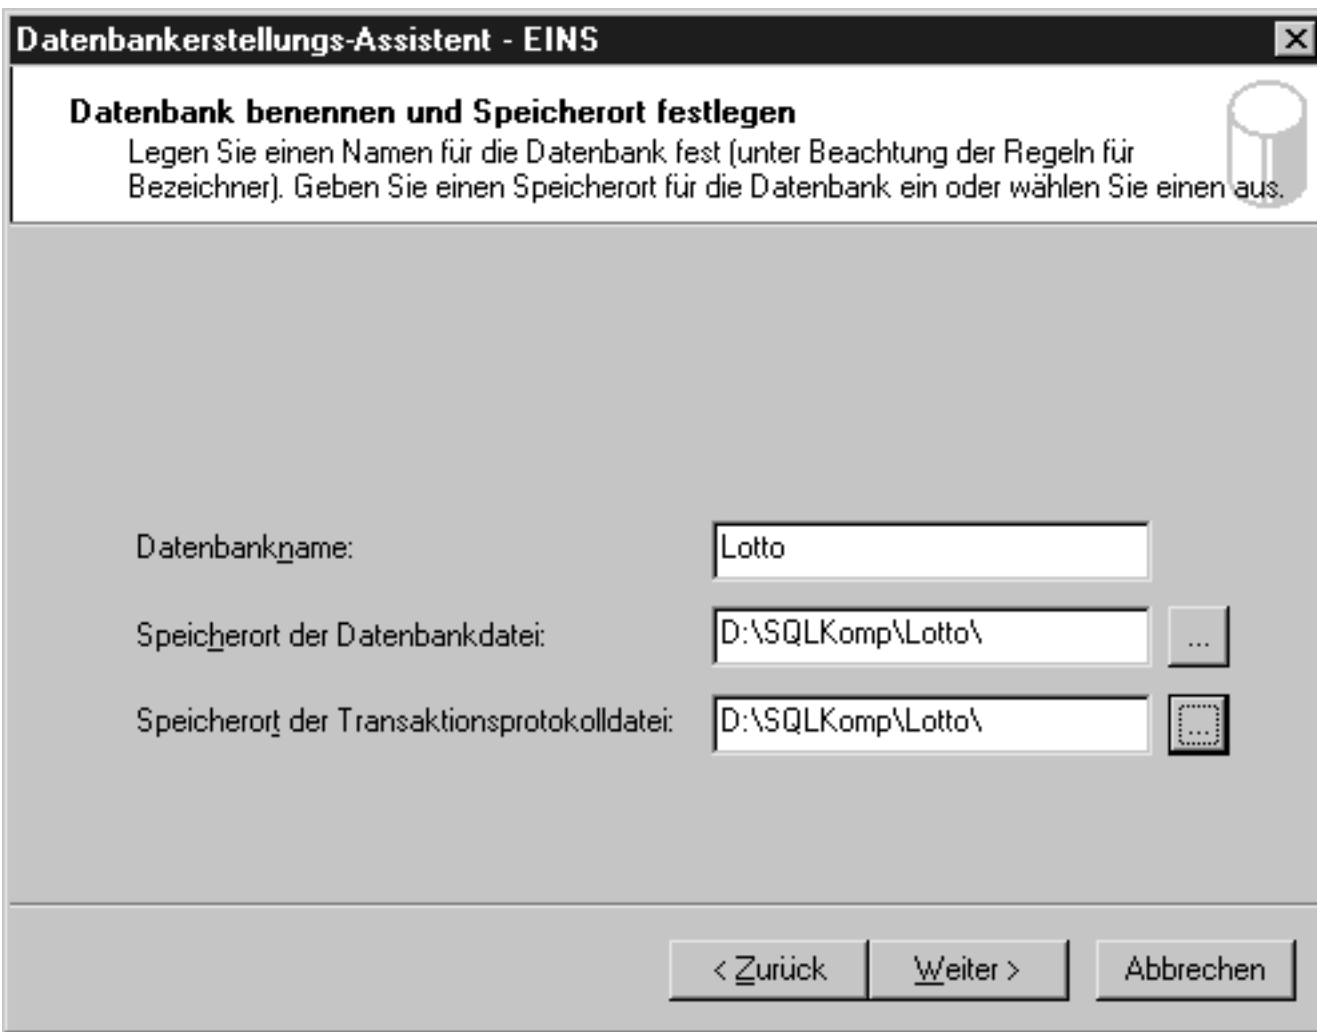 Datenbankerstellungs-Assistent - EINS
Datenbank benennen und Speicherort festlegen
Legen Sie einen Namen für die Datenbank fest (unter Beachtung der Regeln für
Bezeichner). Geben Sie einen Speicherort für die Datenbank ein oder wählen Sie einen aus.
Datenbankname: Lotto
Speicherort der Datenbankdatei: D:\SQLKomp\Lotto\ ...
Speicherort der Transaktionsprotokolldatei: D:\SQLKomp\Lotto\ ...
< Zurück Weiter > Abbrechen